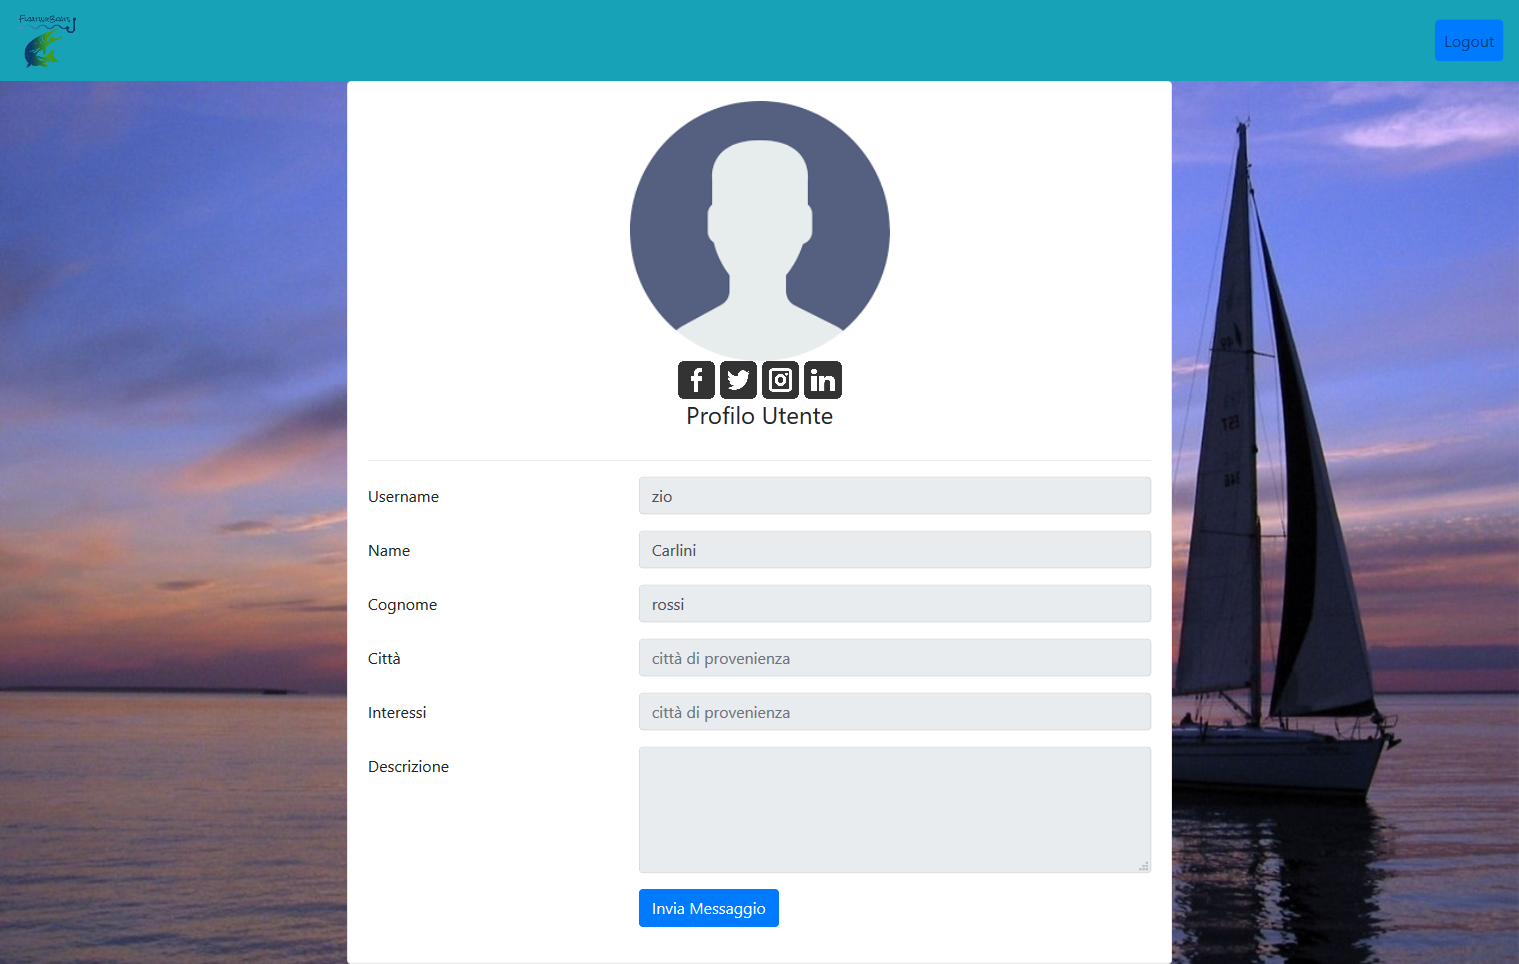 FloatingBoats
Logout
Profilo Utente
Username
zio
Name
Carlini
Cognome
rossi
Città
città di provenienza
Interessi
città di provenienza
Descrizione
Invia Messaggio